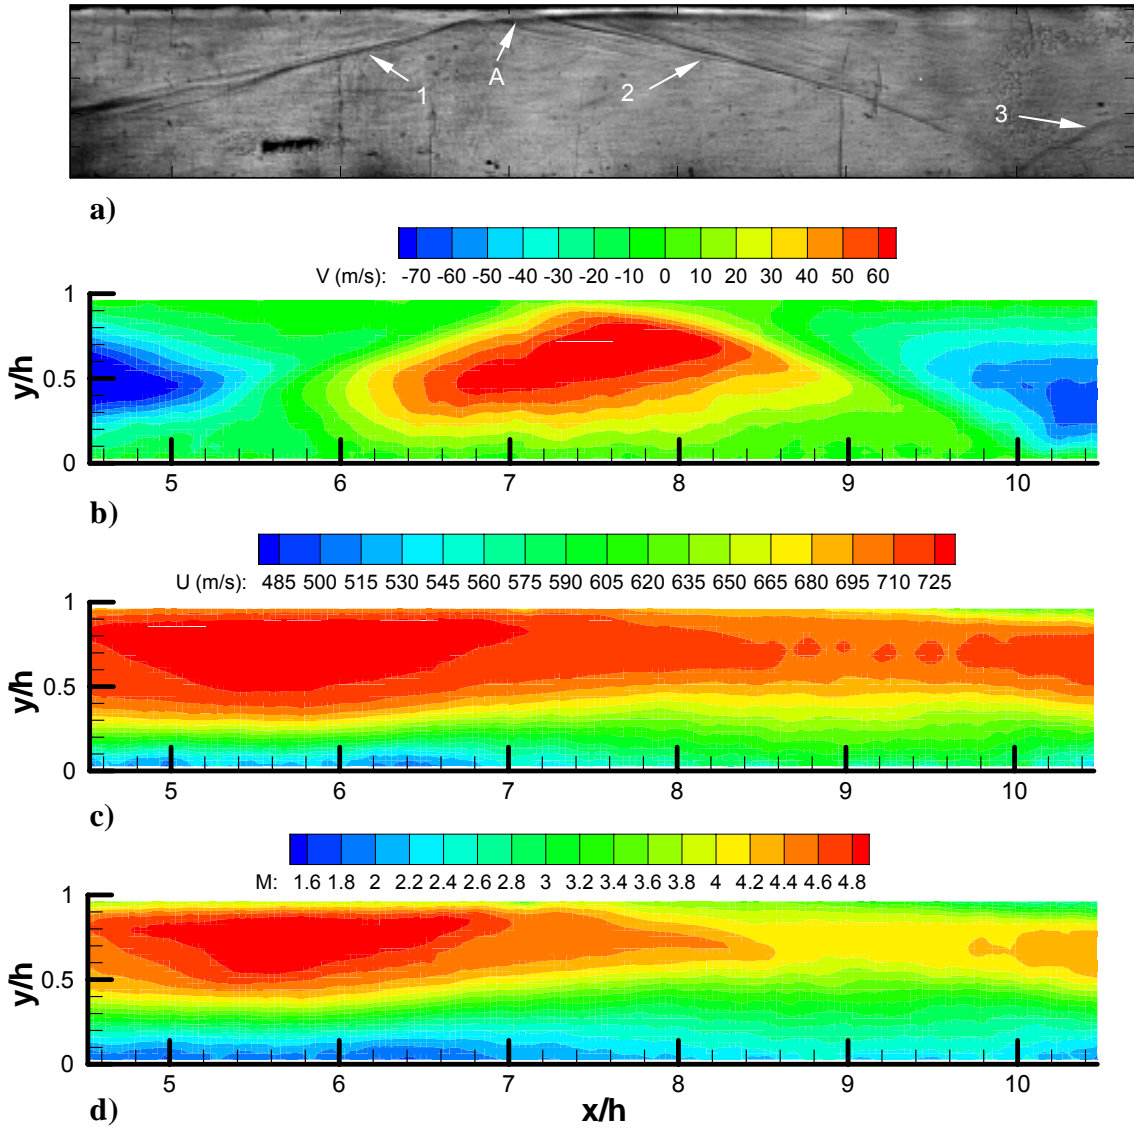 1
A
2
3
a)
V (m/s): -70 -60 -50 -40 -30 -20 -10 0 10 20 30 40 50 60
1
0.5
0
y/h
5 6 7 8 9 10
b)
U (m/s): 485 500 515 530 545 560 575 590 605 620 635 650 665 680 695 710 725
1
0.5
0
y/h
5 6 7 8 9 10
c)
M: 1.6 1.8 2 2.2 2.4 2.6 2.8 3 3.2 3.4 3.6 3.8 4 4.2 4.4 4.6 4.8
1
0.5
0
y/h
5 6 7 8 9 10
d)
x/h